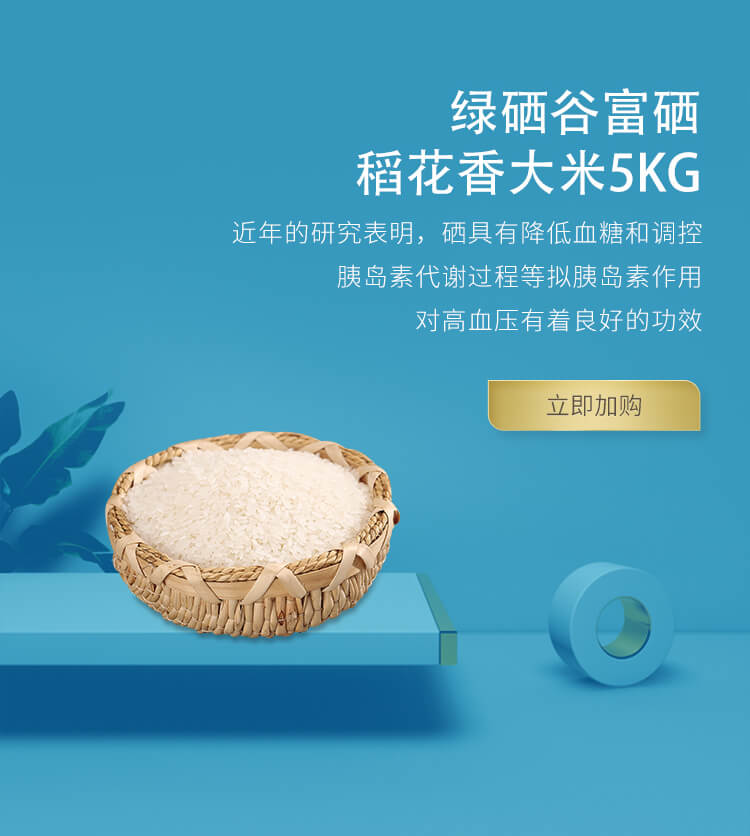 绿硒谷富硒
稻花香大米5KG
近年的研究表明，硒具有降低血糖和调控
胰岛素代谢过程等拟胰岛素作用
对高血压有着良好的功效
立即加购